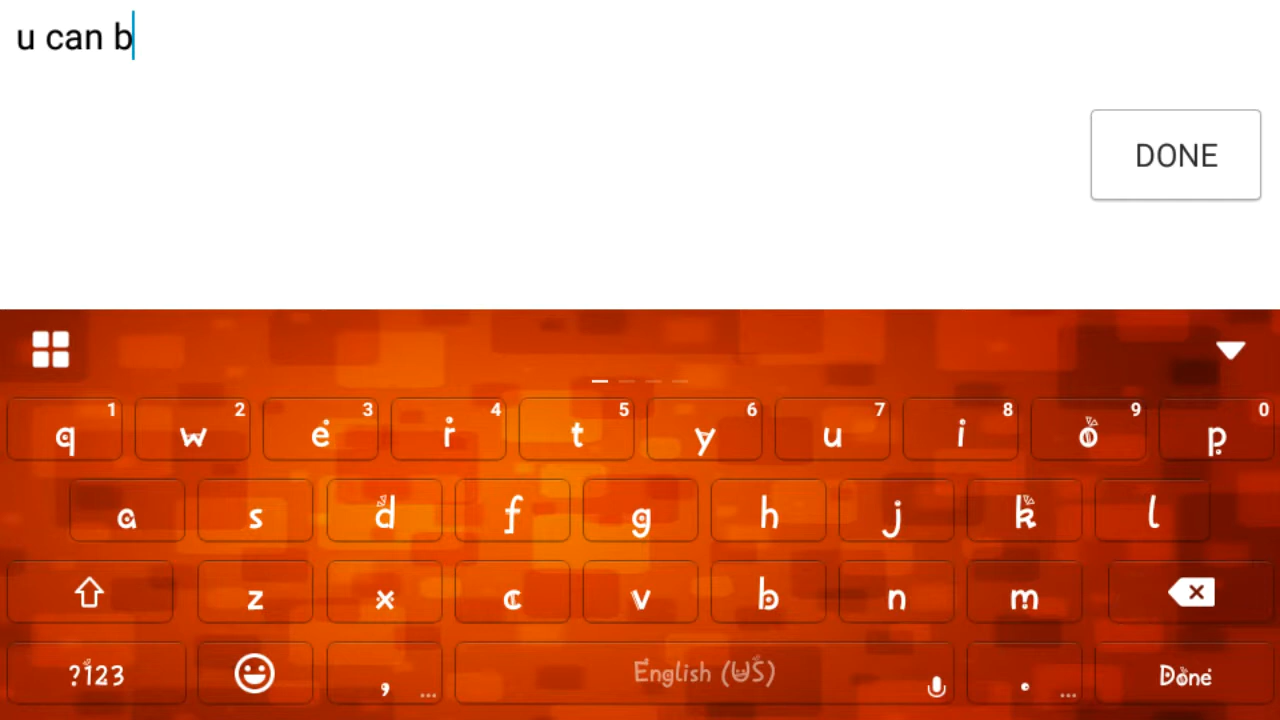 u can b
DONE
1 2 3 4 5 6 7 8 9 0
q w e r t y u i o p
a s d f g h j k l
z x c v b n m
?123 , ... English (US) . ... Done